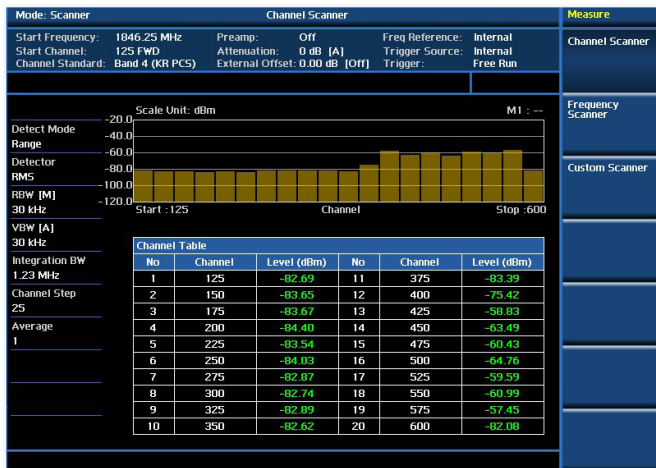 Mode: Scanner Channel Scanner Measure
Start Frequency: 1846.25 MHz Preamp: Off Freq Reference: Internal
Start Channel: 125 FWD Attenuation: 0 dB [A] Trigger Source: Internal
Channel Standard: Band 4 (KR PCS) External Offset: 0.00 dB [Off] Trigger: Free Run
Channel Scanner
Frequency
Scanner
Custom Scanner
Detect Mode
Range
Detector
RMS
RBW [M]
30 kHz
VBW [A]
30 kHz
Integration BW
1.23 MHz
Channel Step
25
Average
1
Scale Unit: dBm M1 : --
-20.0
-40.0
-60.0
-80.0
-100.0
-120.0
Start :125 Channel Stop :600
Channel Table
No Channel Level (dBm) No Channel Level (dBm)
1 125 -82.69 11 375 -83.39
2 150 -83.65 12 400 -75.42
3 175 -83.67 13 425 -58.83
4 200 -84.40 14 450 -63.49
5 225 -83.54 15 475 -60.43
6 250 -84.03 16 500 -64.76
7 275 -82.87 17 525 -59.59
8 300 -82.74 18 550 -60.99
9 325 -82.89 19 575 -57.45
10 350 -82.62 20 600 -82.08